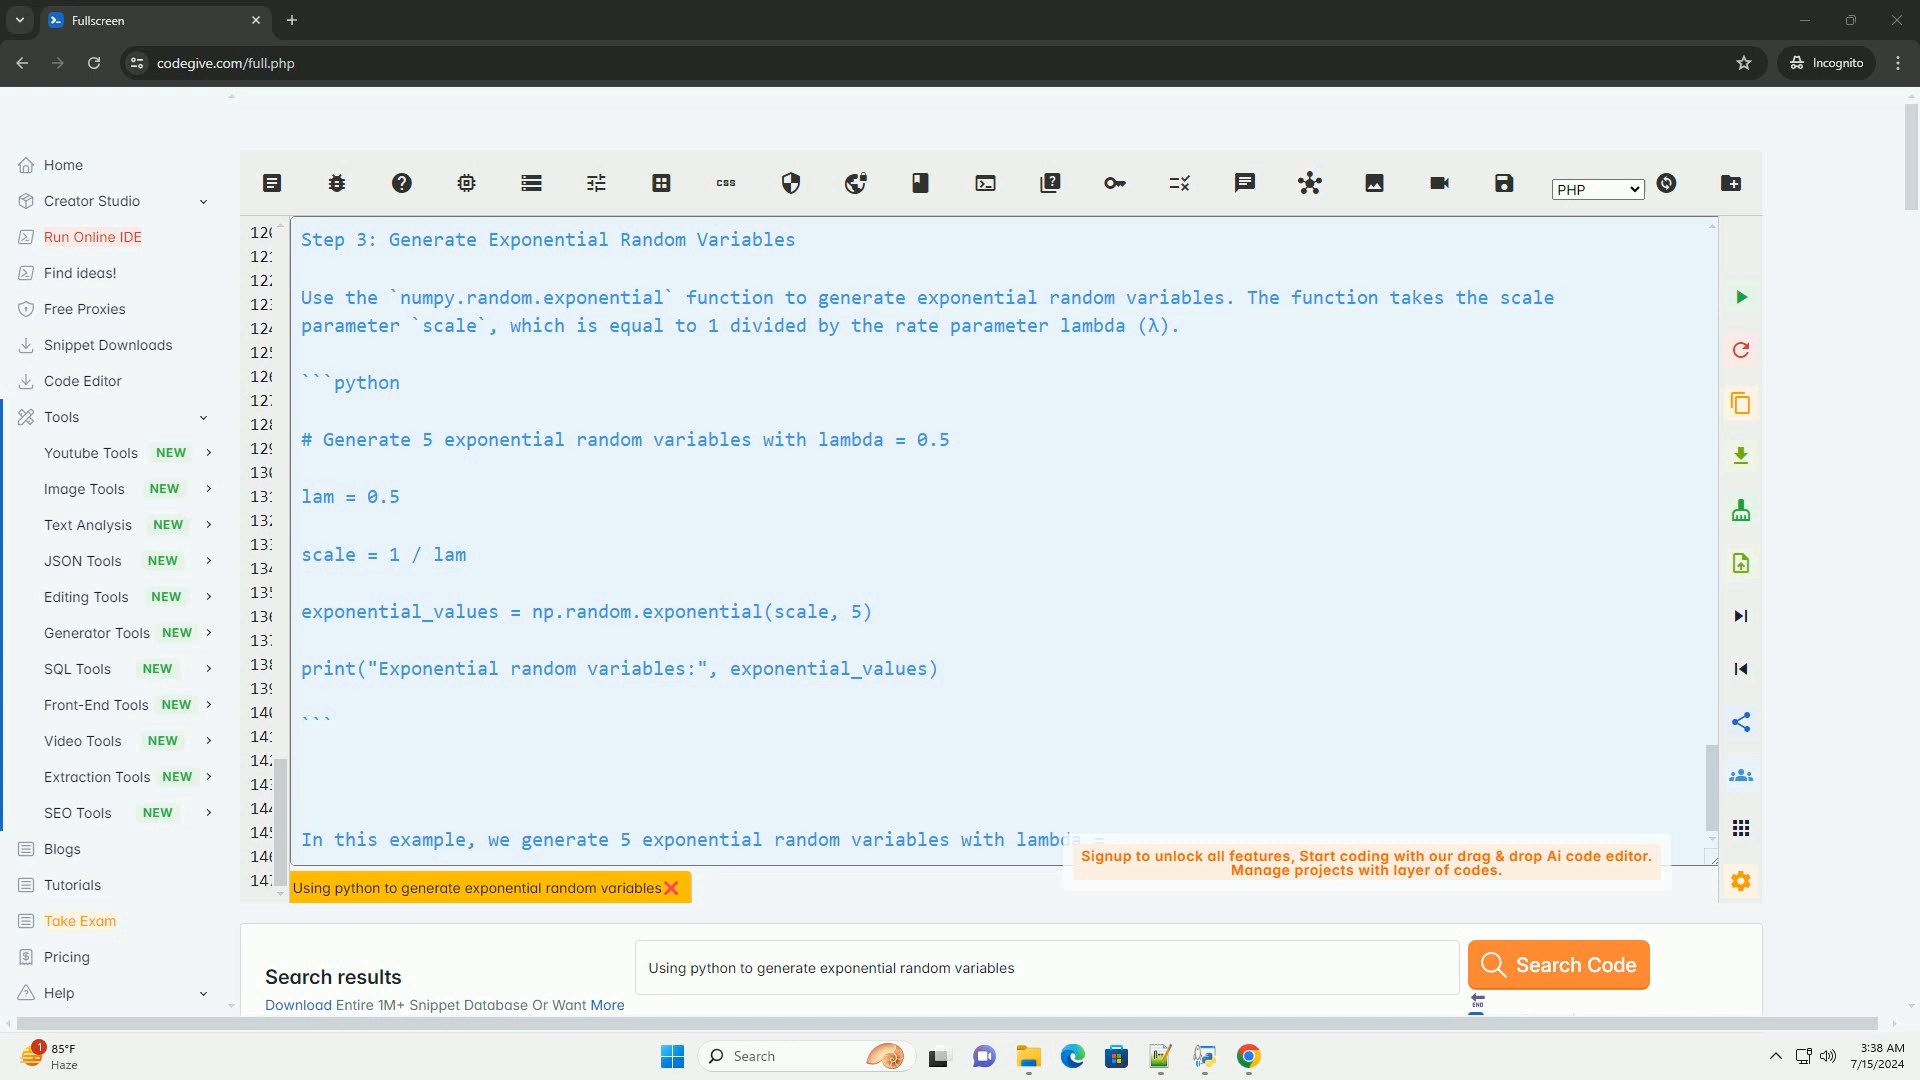 Fullscreen
codegive.com/full.php
Incognito
Home
Creator Studio
Run Online IDE
Find ideas!
Free Proxies
Snippet Downloads
Code Editor
Tools
Youtube Tools NEW
Image Tools NEW
Text Analysis NEW
JSON Tools NEW
Editing Tools NEW
Generator Tools NEW
SQL Tools NEW
Front-End Tools NEW
Video Tools NEW
Extraction Tools NEW
SEO Tools NEW
Blogs
Tutorials
Take Exam
Pricing
Help
css
PHP
Step 3: Generate Exponential Random Variables
Use the `numpy.random.exponential` function to generate exponential random variables. The function takes the scale
parameter `scale`, which is equal to 1 divided by the rate parameter lambda (λ).
```python
# Generate 5 exponential random variables with lambda = 0.5
lam = 0.5
scale = 1 / lam
exponential_values = np.random.exponential(scale, 5)
print("Exponential random variables:", exponential_values)
```
In this example, we generate 5 exponential random variables with lambda =
Signup to unlock all features, Start coding with our drag & drop Ai code editor.
Manage projects with layer of codes.
Using python to generate exponential random variables
Search results
Using python to generate exponential random variables
Search Code
Download Entire 1M+ Snippet Database Or Want More
END
1
85°F
Haze
Search
3:38 AM
7/15/2024